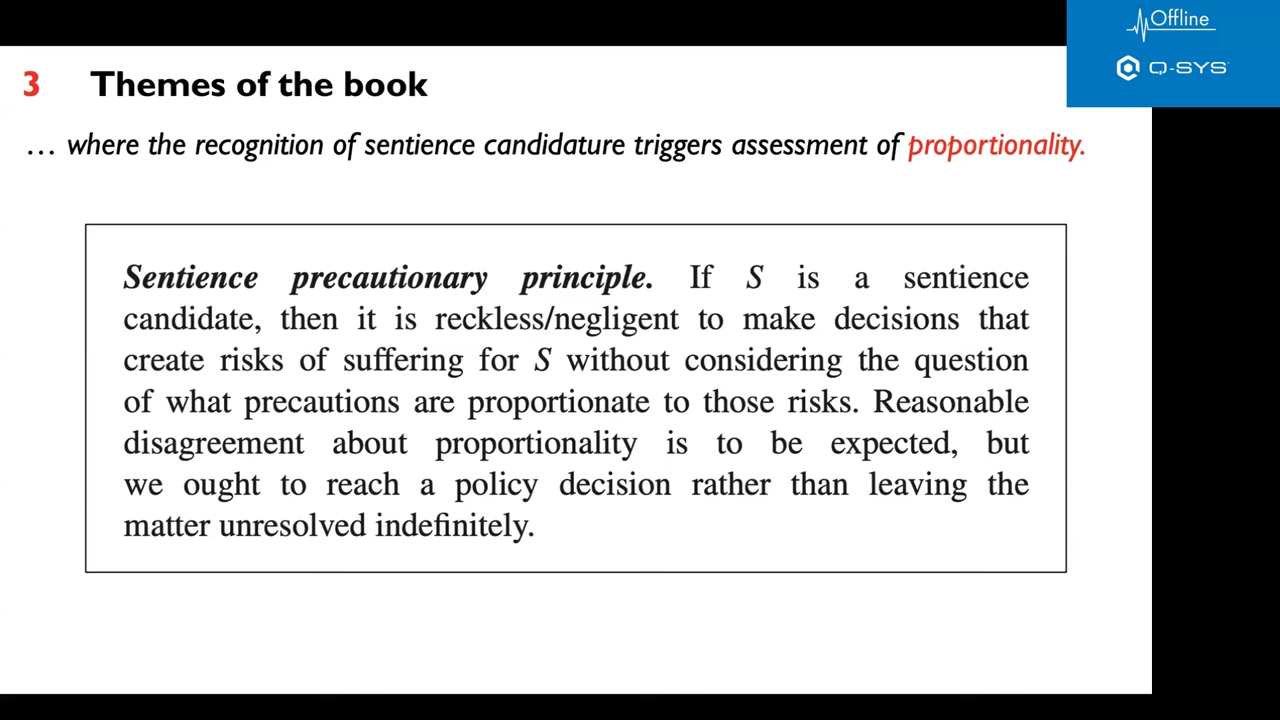 Offline
Q-SYS
3 Themes of the book
… where the recognition of sentience candidature triggers assessment of proportionality.
Sentience precautionary principle. If S is a sentience
candidate, then it is reckless/negligent to make decisions that
create risks of suffering for S without considering the question
of what precautions are proportionate to those risks. Reasonable
disagreement about proportionality is to be expected, but
we ought to reach a policy decision rather than leaving the
matter unresolved indefinitely.